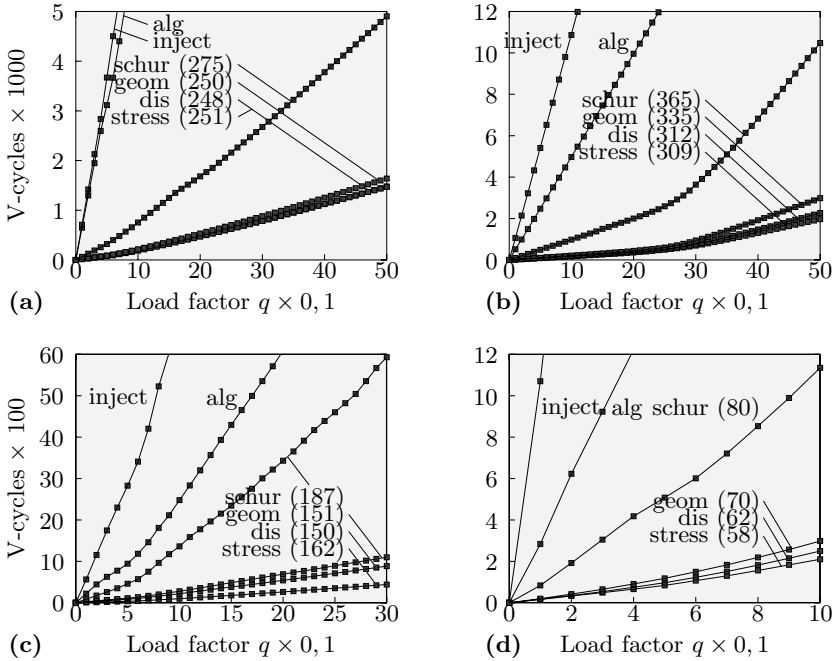 V-cycles × 1000
5
4
3
2
1
0
alg
inject
schur (275)
geom (250)
dis (248)
stress (251)
0 10 20 30 40 50
(a) Load factor q × 0, 1
12
10
8
6
4
2
0
inject
alg
schur (365)
geom (335)
dis (312)
stress (309)
0 10 20 30 40 50
(b) Load factor q × 0, 1
V-cycles × 100
60
50
40
30
20
10
0
inject
alg
schur (187)
geom (151)
dis (150)
stress (162)
0 5 10 15 20 25 30
(c) Load factor q × 0, 1
12
10
8
6
4
2
0
inject alg schur (80)
geom (70)
dis (62)
stress (58)
0 2 4 6 8 10
(d) Load factor q × 0, 1